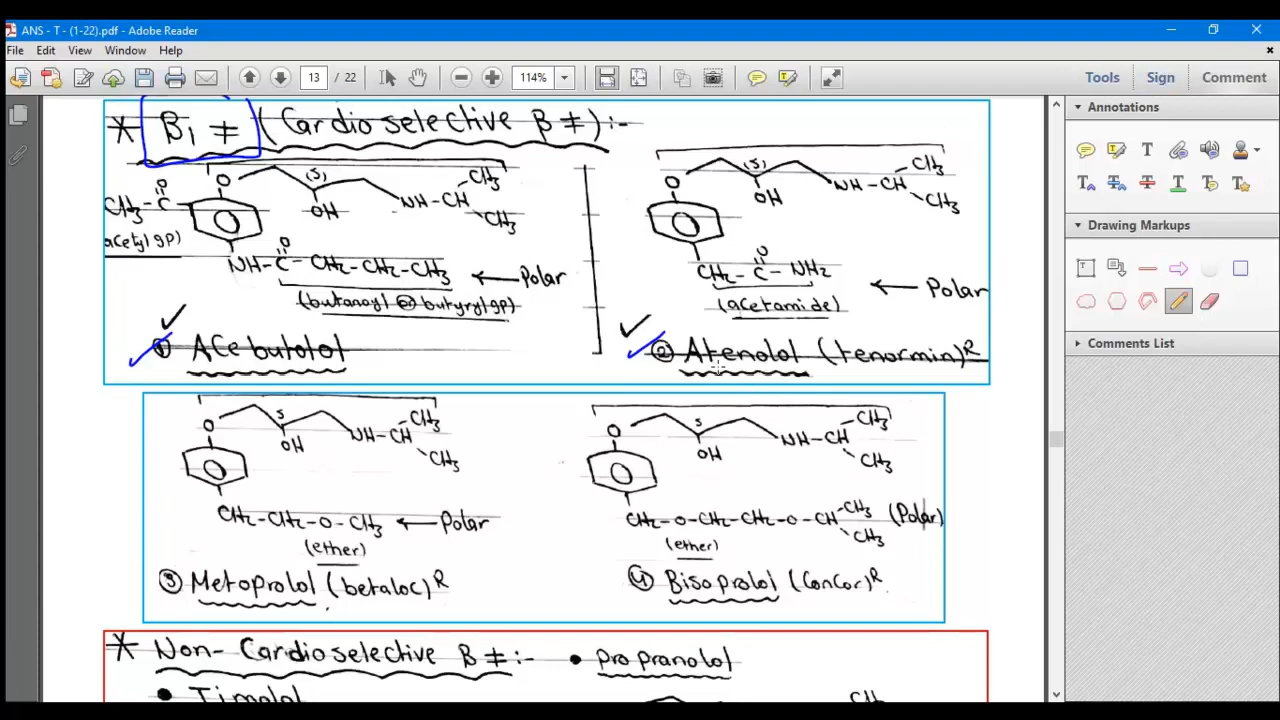 ANS - T - (1-22).pdf - Adobe Reader
File Edit View Window Help
13 / 22 114% Tools Sign Comment
Annotations
Drawing Markups
Comments List
* β1 ≠ (Cardio selective β ≠) :-
O (S) OH NH-CH CH3 CH3
CH3-C O
(acetyl gp)
NH-C-CH2-CH2-CH3 O ← Polar
(butanoyl or butyryl gp)
① ACebutolol
O (S) OH NH-CH CH3 CH3
CH2-C-NH2 O
(acetamide) ← Polar
② Atenolol (tenormin)R
O S OH NH-CH CH3 CH3
CH2-CH2-O-CH3 ← Polar
(ether)
③ Metoprolol (betaloc)R
O S OH NH-CH CH3 CH3
CH2-O-CH2-CH2-O-CH CH3 CH3 (Polar)
(ether)
④ Bisoprolol (Concor)R
* Non-Cardioselective β ≠ :- • propranolol
• Timolol
CH3